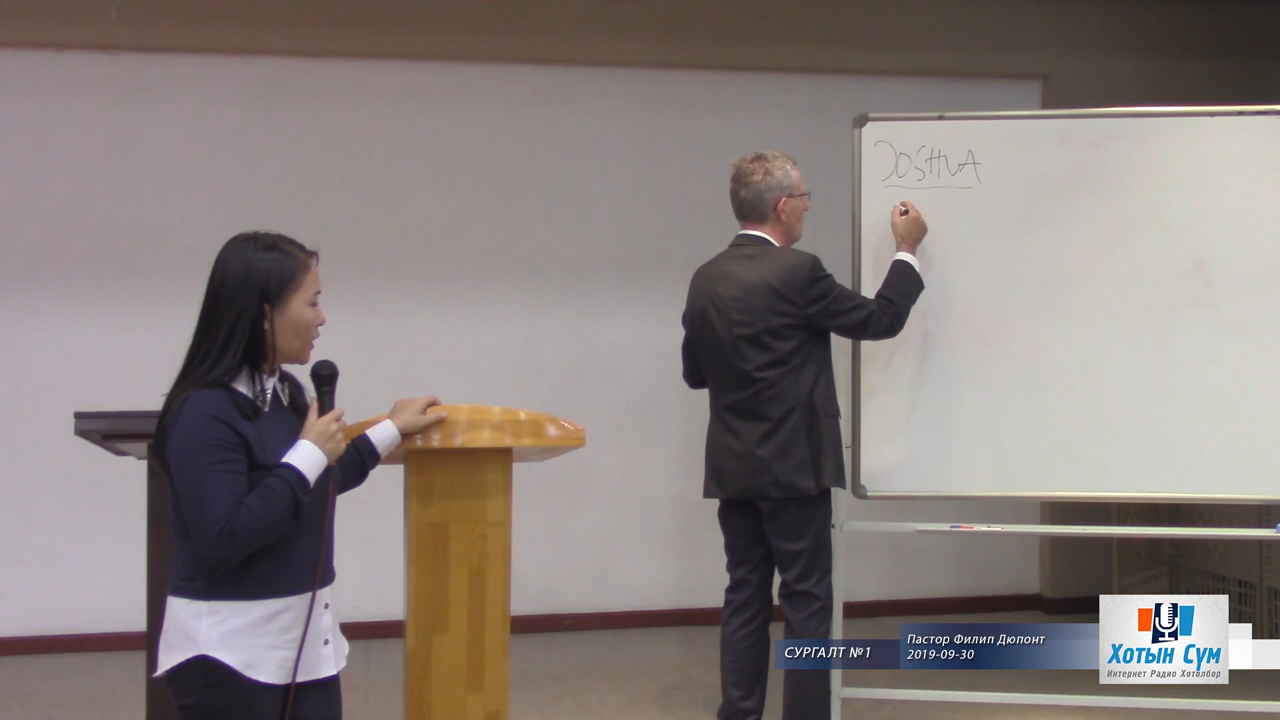 JOSHUA
СУРГАЛТ №1
Пастор Филип Дюпонт
2019-09-30
Хотын Сүм
Интернет Радио Хөтөлбөр